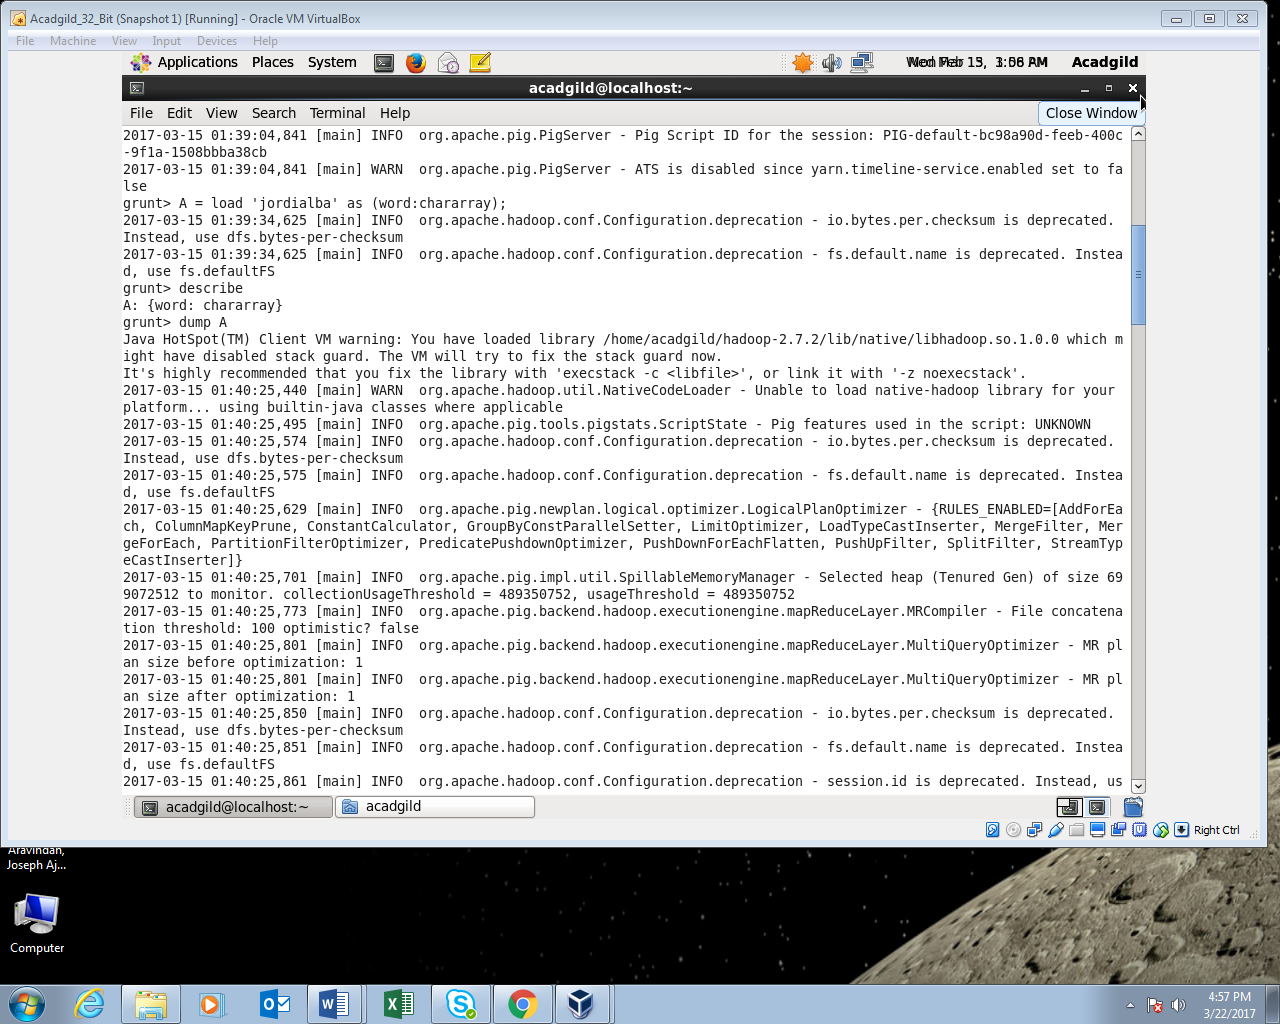 Acadgild_32_Bit (Snapshot 1) [Running] - Oracle VM VirtualBox
File Machine View Input Devices Help
Applications Places System
Acadgild
acadgild@localhost:~
File Edit View Search Terminal Help
Close Window
2017-03-15 01:39:04,841 [main] INFO  org.apache.pig.PigServer - Pig Script ID for the session: PIG-default-bc98a90d-feeb-400c
-9f1a-1508bbba38cb
2017-03-15 01:39:04,841 [main] WARN  org.apache.pig.PigServer - ATS is disabled since yarn.timeline-service.enabled set to fa
lse
grunt> A = load 'jordialba' as (word:chararray);
2017-03-15 01:39:34,625 [main] INFO  org.apache.hadoop.conf.Configuration.deprecation - io.bytes.per.checksum is deprecated.
Instead, use dfs.bytes-per-checksum
2017-03-15 01:39:34,625 [main] INFO  org.apache.hadoop.conf.Configuration.deprecation - fs.default.name is deprecated. Instea
d, use fs.defaultFS
grunt> describe
A: {word: chararray}
grunt> dump A
Java HotSpot(TM) Client VM warning: You have loaded library /home/acadgild/hadoop-2.7.2/lib/native/libhadoop.so.1.0.0 which m
ight have disabled stack guard. The VM will try to fix the stack guard now.
It's highly recommended that you fix the library with 'execstack -c <libfile>', or link it with '-z noexecstack'.
2017-03-15 01:40:25,440 [main] WARN  org.apache.hadoop.util.NativeCodeLoader - Unable to load native-hadoop library for your
platform... using builtin-java classes where applicable
2017-03-15 01:40:25,495 [main] INFO  org.apache.pig.tools.pigstats.ScriptState - Pig features used in the script: UNKNOWN
2017-03-15 01:40:25,574 [main] INFO  org.apache.hadoop.conf.Configuration.deprecation - io.bytes.per.checksum is deprecated.
Instead, use dfs.bytes-per-checksum
2017-03-15 01:40:25,575 [main] INFO  org.apache.hadoop.conf.Configuration.deprecation - fs.default.name is deprecated. Instea
d, use fs.defaultFS
2017-03-15 01:40:25,629 [main] INFO  org.apache.pig.newplan.logical.optimizer.LogicalPlanOptimizer - {RULES_ENABLED=[AddForEa
ch, ColumnMapKeyPrune, ConstantCalculator, GroupByConstParallelSetter, LimitOptimizer, LoadTypeCastInserter, MergeFilter, Mer
geForEach, PartitionFilterOptimizer, PredicatePushdownOptimizer, PushDownForEachFlatten, PushUpFilter, SplitFilter, StreamTyp
eCastInserter]}
2017-03-15 01:40:25,701 [main] INFO  org.apache.pig.impl.util.SpillableMemoryManager - Selected heap (Tenured Gen) of size 69
9072512 to monitor. collectionUsageThreshold = 489350752, usageThreshold = 489350752
2017-03-15 01:40:25,773 [main] INFO  org.apache.pig.backend.hadoop.executionengine.mapReduceLayer.MRCompiler - File concatena
tion threshold: 100 optimistic? false
2017-03-15 01:40:25,801 [main] INFO  org.apache.pig.backend.hadoop.executionengine.mapReduceLayer.MultiQueryOptimizer - MR pl
an size before optimization: 1
2017-03-15 01:40:25,801 [main] INFO  org.apache.pig.backend.hadoop.executionengine.mapReduceLayer.MultiQueryOptimizer - MR pl
an size after optimization: 1
2017-03-15 01:40:25,850 [main] INFO  org.apache.hadoop.conf.Configuration.deprecation - io.bytes.per.checksum is deprecated.
Instead, use dfs.bytes-per-checksum
2017-03-15 01:40:25,851 [main] INFO  org.apache.hadoop.conf.Configuration.deprecation - fs.default.name is deprecated. Instea
d, use fs.defaultFS
2017-03-15 01:40:25,861 [main] INFO  org.apache.hadoop.conf.Configuration.deprecation - session.id is deprecated. Instead, us
acadgild@localhost:~ acadgild
Right Ctrl
Aravindan,
Joseph Aj...
Computer
4:57 PM
3/22/2017